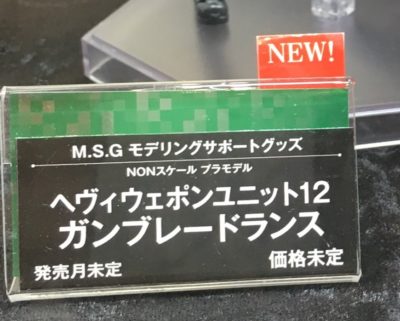 NEW!
M.S.G モデリングサポートグッズ
NONスケール プラモデル
ヘヴィウェポンユニット12
ガンブレードランス
発売月未定 価格未定